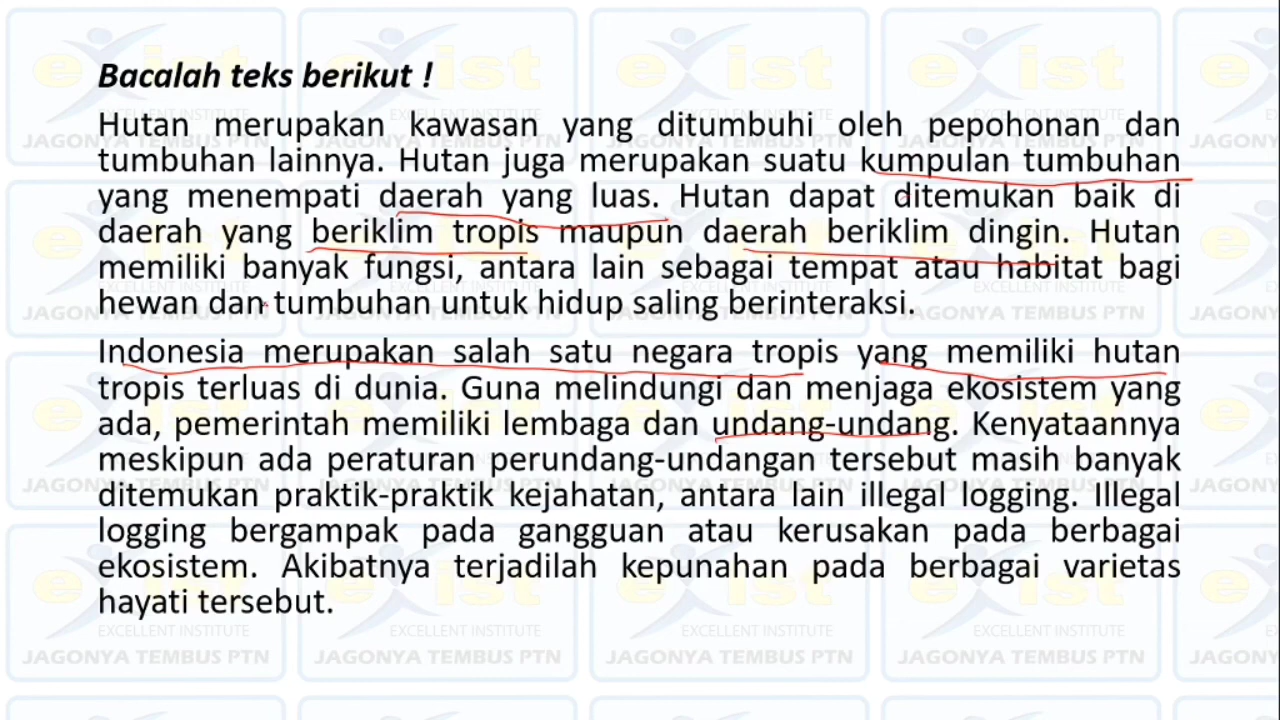 Bacalah teks berikut !
Hutan merupakan kawasan yang ditumbuhi oleh pepohonan dan
tumbuhan lainnya. Hutan juga merupakan suatu kumpulan tumbuhan
yang menempati daerah yang luas. Hutan dapat ditemukan baik di
daerah yang beriklim tropis maupun daerah beriklim dingin. Hutan
memiliki banyak fungsi, antara lain sebagai tempat atau habitat bagi
hewan dan tumbuhan untuk hidup saling berinteraksi.
Indonesia merupakan salah satu negara tropis yang memiliki hutan
tropis terluas di dunia. Guna melindungi dan menjaga ekosistem yang
ada, pemerintah memiliki lembaga dan undang-undang. Kenyataannya
meskipun ada peraturan perundang-undangan tersebut masih banyak
ditemukan praktik-praktik kejahatan, antara lain illegal logging. Illegal
logging bergampak pada gangguan atau kerusakan pada berbagai
ekosistem. Akibatnya terjadilah kepunahan pada berbagai varietas
hayati tersebut.
exist
EXCELLENT INSTITUTE
JAGONYA TEMBUS PTN